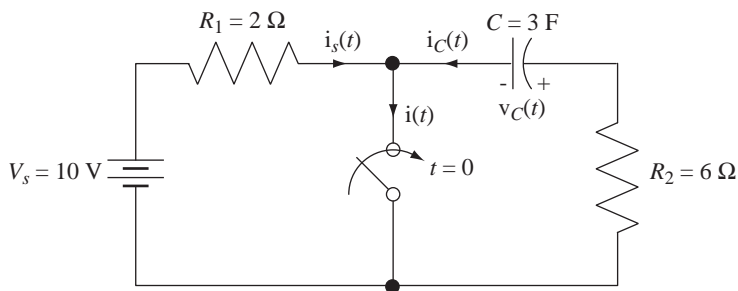 R1 = 2 Ω
C = 3 F
is(t)
iC(t)
- +
vC(t)
i(t)
t = 0
Vs = 10 V
R2 = 6 Ω